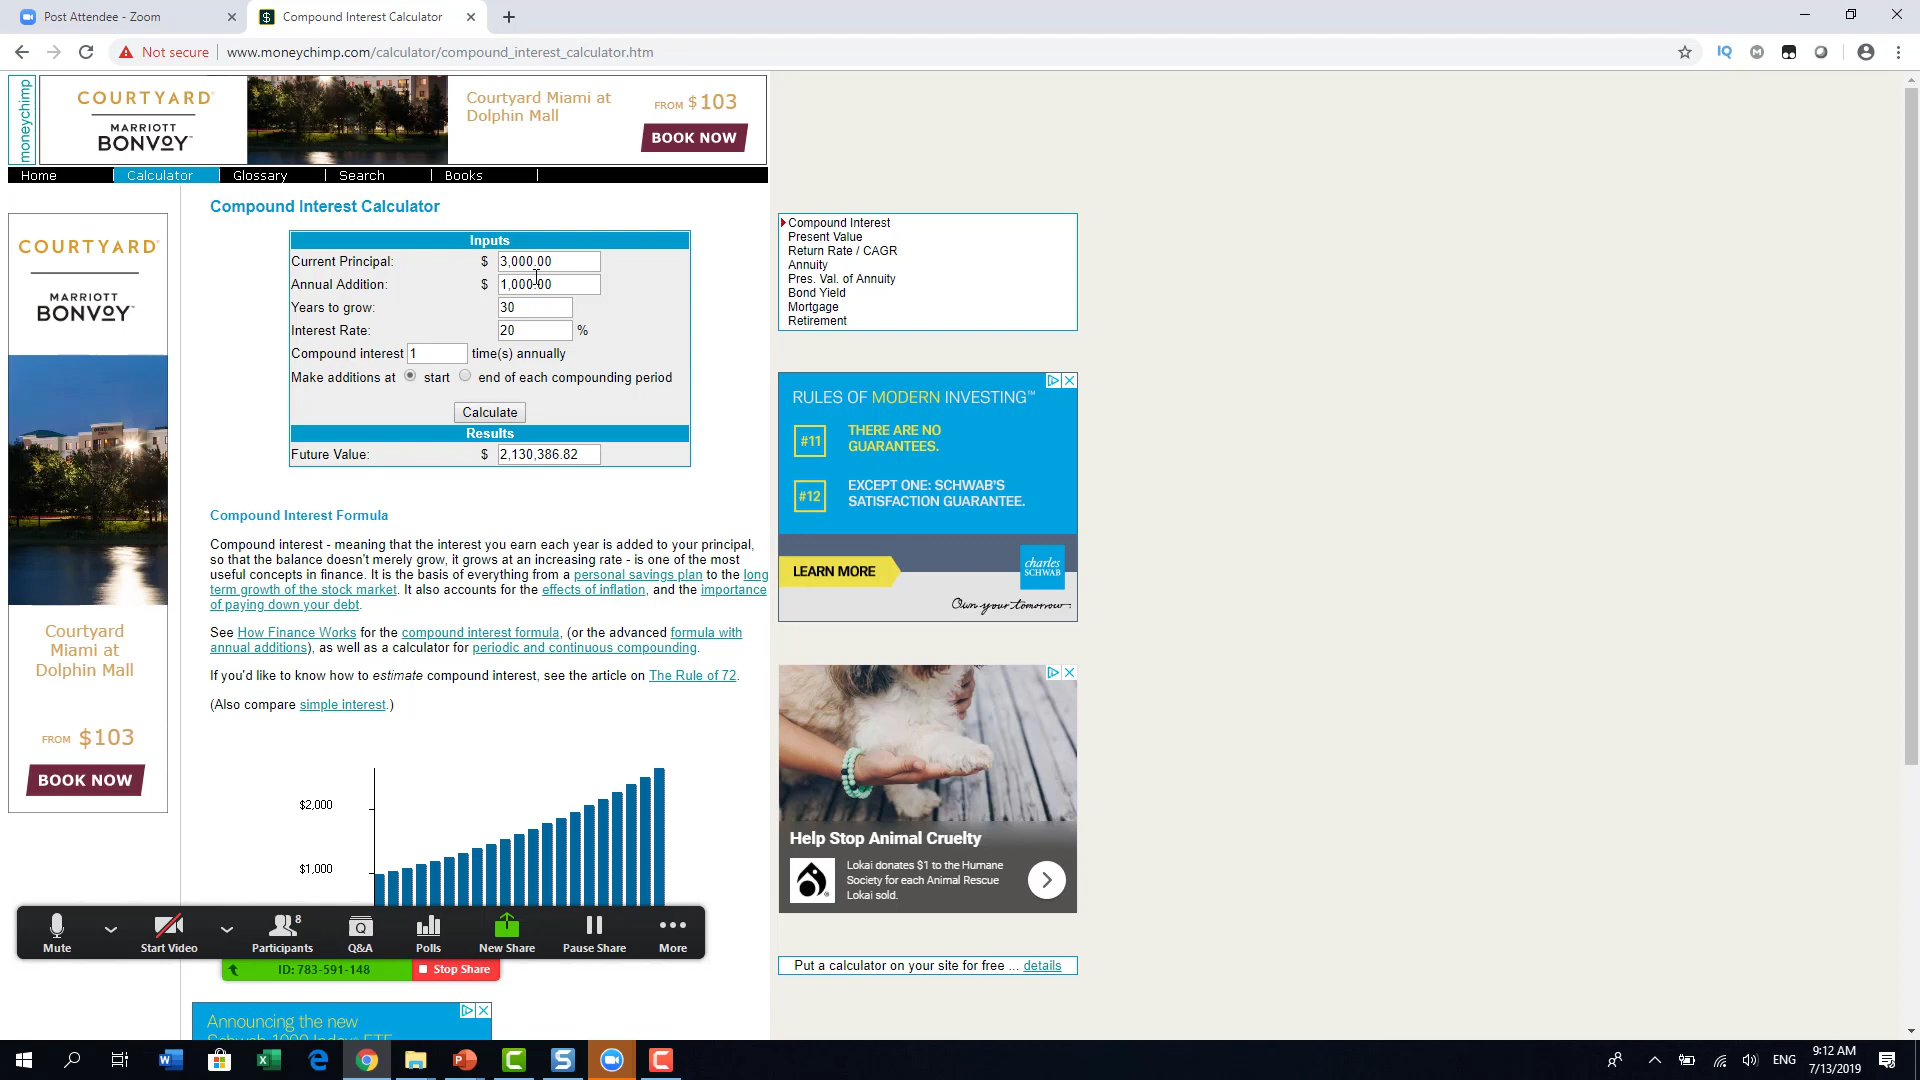 Post Attendee - Zoom
Compound Interest Calculator
Not secure
www.moneychimp.com/calculator/compound_interest_calculator.htm
IQ
moneychimp
COURTYARD
MARRIOTT
BONVOY
Courtyard Miami at
Dolphin Mall
FROM $103
BOOK NOW
Home
Calculator
Glossary
Search
Books
COURTYARD
MARRIOTT
BONVOY
Courtyard
Miami at
Dolphin Mall
FROM $103
BOOK NOW
Compound Interest Calculator
Inputs
Current Principal: $ 3,000.00
Annual Addition: $ 1,000.00
Years to grow: 30
Interest Rate: 20 %
Compound interest 1 time(s) annually
Make additions at start end of each compounding period
Calculate
Results
Future Value: $ 2,130,386.82
Compound Interest Formula
Compound interest - meaning that the interest you earn each year is added to your principal,
so that the balance doesn't merely grow, it grows at an increasing rate - is one of the most
useful concepts in finance. It is the basis of everything from a personal savings plan to the long
term growth of the stock market. It also accounts for the effects of inflation, and the importance
of paying down your debt.
See How Finance Works for the compound interest formula, (or the advanced formula with
annual additions), as well as a calculator for periodic and continuous compounding.
If you'd like to know how to estimate compound interest, see the article on The Rule of 72.
(Also compare simple interest.)
$2,000
$1,000
Compound Interest
Present Value
Return Rate / CAGR
Annuity
Pres. Val. of Annuity
Bond Yield
Mortgage
Retirement
RULES OF MODERN INVESTING™
#11
THERE ARE NO
GUARANTEES.
#12
EXCEPT ONE: SCHWAB'S
SATISFACTION GUARANTEE.
LEARN MORE
charles
SCHWAB
Own your tomorrow.
Help Stop Animal Cruelty
Lokai donates $1 to the Humane
Society for each Animal Rescue
Lokai sold.
Put a calculator on your site for free ... details
Mute
Start Video
8
Participants
Q
Q&A
Polls
New Share
Pause Share
More
ID: 783-591-148
Stop Share
Announcing the new
ENG
9:12 AM
7/13/2019